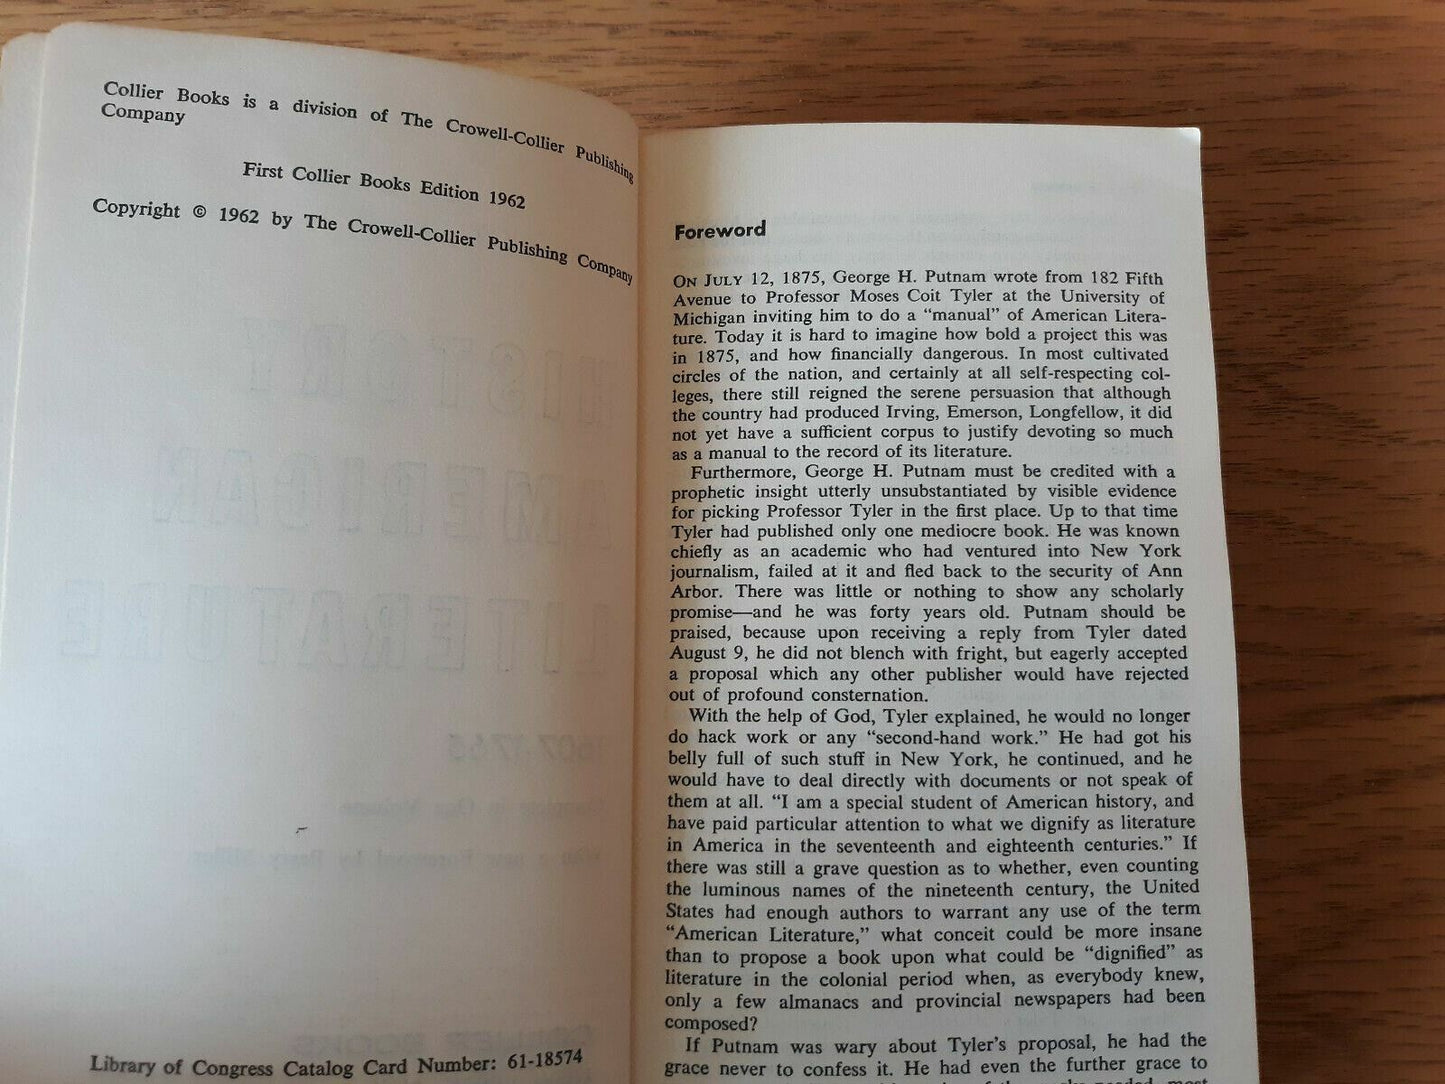 Collier Books is a division of The Crowell-Collier Publishing
Company
First Collier Books Edition 1962
Copyright © 1962 by The Crowell-Collier Publishing Company
AMERICAN
LITERATURE
Library of Congress Catalog Card Number: 61-18574
Foreword
ON JULY 12, 1875, George H. Putnam wrote from 182 Fifth
Avenue to Professor Moses Coit Tyler at the University of
Michigan inviting him to do a “manual” of American Litera-
ture. Today it is hard to imagine how bold a project this was
in 1875, and how financially dangerous. In most cultivated
circles of the nation, and certainly at all self-respecting col-
leges, there still reigned the serene persuasion that although
the country had produced Irving, Emerson, Longfellow, it did
not yet have a sufficient corpus to justify devoting so much
as a manual to the record of its literature.
Furthermore, George H. Putnam must be credited with a
prophetic insight utterly unsubstantiated by visible evidence
for picking Professor Tyler in the first place. Up to that time
Tyler had published only one mediocre book. He was known
chiefly as an academic who had ventured into New York
journalism, failed at it and fled back to the security of Ann
Arbor. There was little or nothing to show any scholarly
promise—and he was forty years old. Putnam should be
praised, because upon receiving a reply from Tyler dated
August 9, he did not blench with fright, but eagerly accepted
a proposal which any other publisher would have rejected
out of profound consternation.
With the help of God, Tyler explained, he would no longer
do hack work or any “second-hand work.” He had got his
belly full of such stuff in New York, he continued, and he
would have to deal directly with documents or not speak of
them at all. “I am a special student of American history, and
have paid particular attention to what we dignify as literature
in America in the seventeenth and eighteenth centuries.” If
there was still a grave question as to whether, even counting
the luminous names of the nineteenth century, the United
States had enough authors to warrant any use of the term
“American Literature,” what conceit could be more insane
than to propose a book upon what could be “dignified” as
literature in the colonial period when, as everybody knew,
only a few almanacs and provincial newspapers had been
composed?
If Putnam was wary about Tyler's proposal, he had the
grace never to confess it. He had even the further grace to